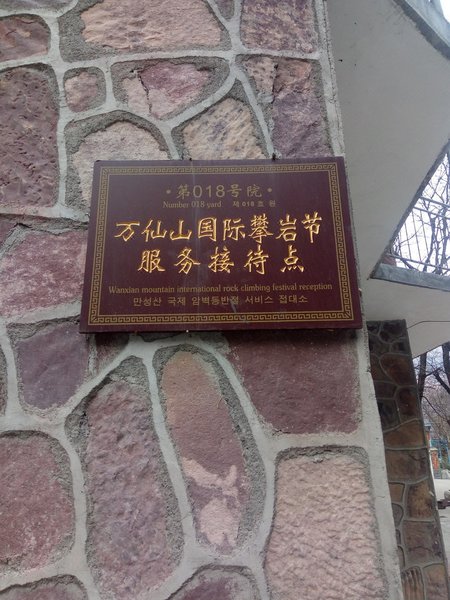 ·第018号院·
Number 018 yard 제 018 호 원
万仙山国际攀岩节
服务接待点
Wanxian mountain international rock climbing festival reception
만성산 국제 암벽등반절 서비스 접대소